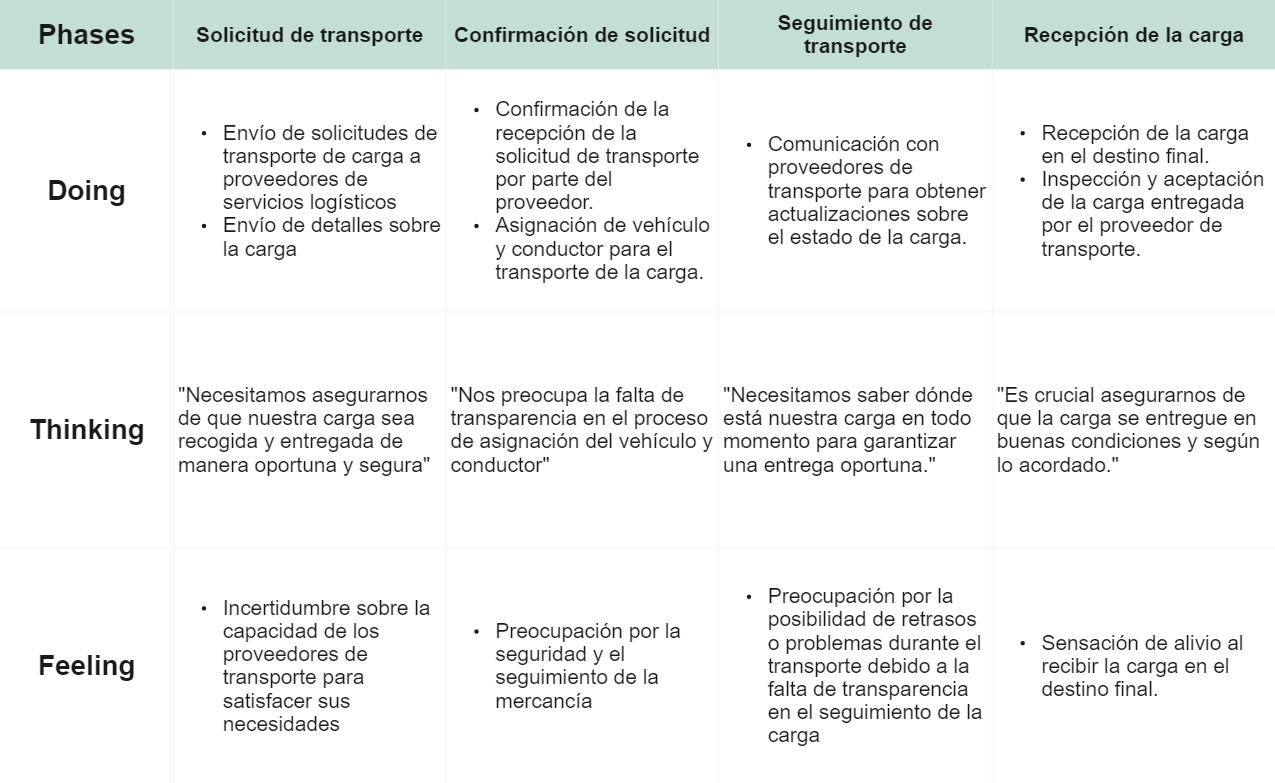 Phases
Solicitud de transporte
Confirmación de solicitud
Seguimiento de
transporte
Recepción de la carga
Doing
• Envío de solicitudes de
transporte de carga a
proveedores de
servicios logísticos
• Envío de detalles sobre
la carga
• Confirmación de la
recepción de la
solicitud de transporte
por parte del
proveedor.
• Asignación de vehículo
y conductor para el
transporte de la carga.
• Comunicación con
proveedores de
transporte para obtener
actualizaciones sobre
el estado de la carga.
• Recepción de la carga
en el destino final.
• Inspección y aceptación
de la carga entregada
por el proveedor de
transporte.
Thinking
"Necesitamos asegurarnos
de que nuestra carga sea
recogida y entregada de
manera oportuna y segura"
"Nos preocupa la falta de
transparencia en el proceso
de asignación del vehículo y
conductor"
"Necesitamos saber dónde
está nuestra carga en todo
momento para garantizar
una entrega oportuna."
"Es crucial asegurarnos de
que la carga se entregue en
buenas condiciones y según
lo acordado."
Feeling
• Incertidumbre sobre la
capacidad de los
proveedores de
transporte para
satisfacer sus
necesidades
• Preocupación por la
seguridad y el
seguimiento de la
mercancía
• Preocupación por la
posibilidad de retrasos
o problemas durante el
transporte debido a la
falta de transparencia
en el seguimiento de la
carga
• Sensación de alivio al
recibir la carga en el
destino final.